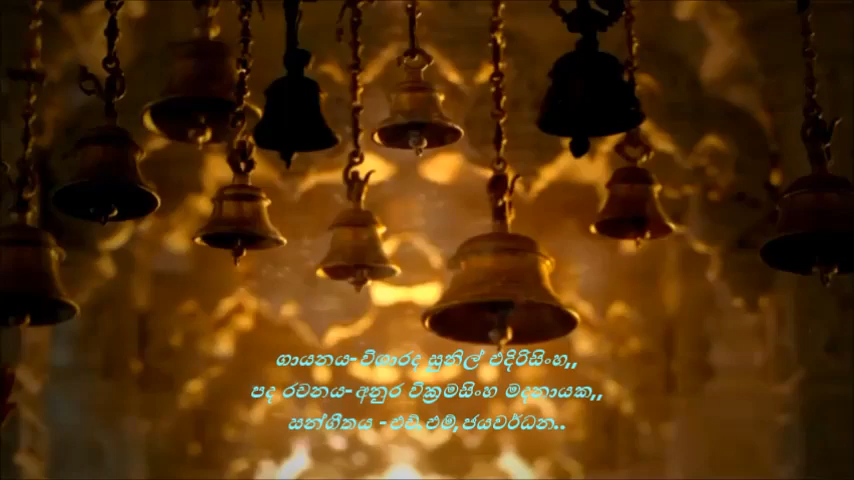 ගායනය- විශාරද සුනිල් එදිරිසිංහ,,
පද රචනය- අනුර වික්‍රමසිංහ මදනායක,,
සන්ගීතය - එච්. එම්, ජයවර්ධන..